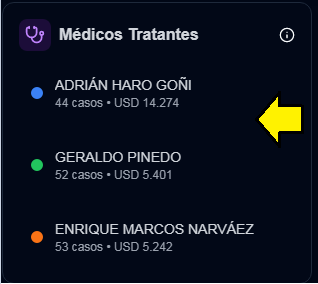 Médicos Tratantes
ADRIÁN HARO GOÑI
44 casos • USD 14.274
GERALDO PINEDO
52 casos • USD 5.401
ENRIQUE MARCOS NARVÁEZ
53 casos • USD 5.242